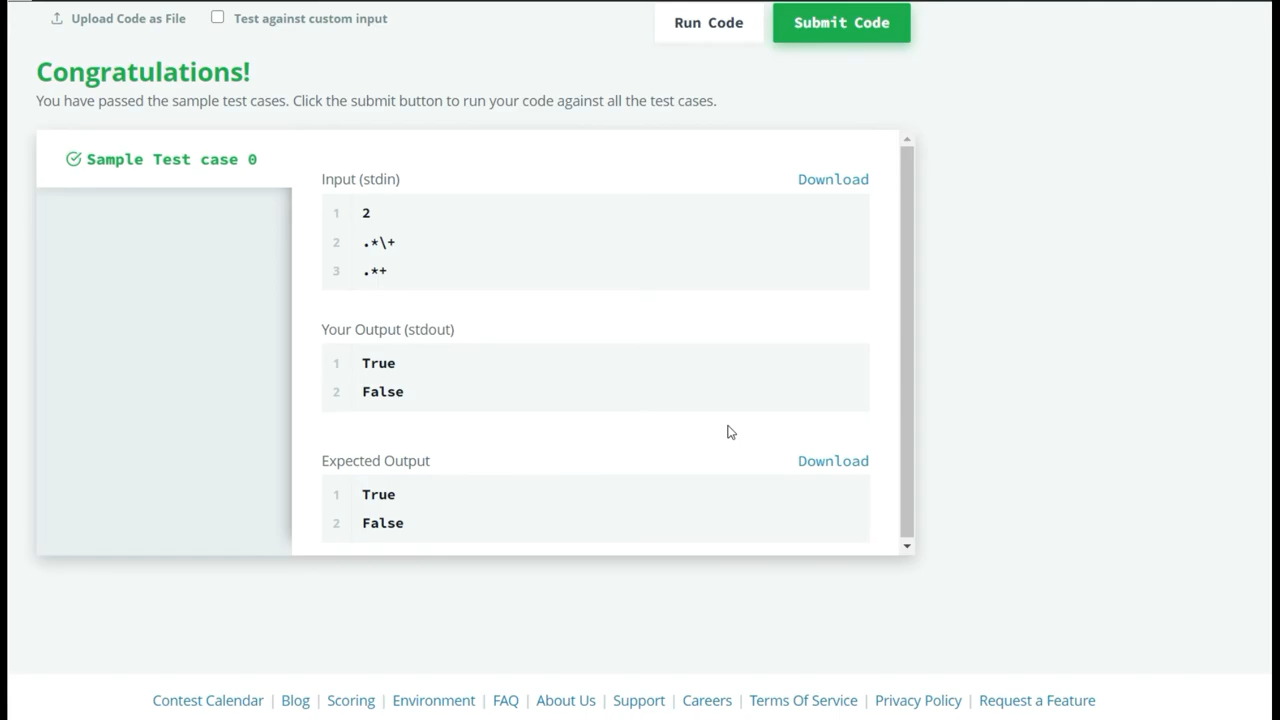 Upload Code as File Test against custom input Run Code Submit Code
Congratulations!
You have passed the sample test cases. Click the submit button to run your code against all the test cases.
Sample Test case 0
Input (stdin) Download
1 2
2 .*\+
3 .*+
Your Output (stdout)
1 True
2 False
Expected Output Download
1 True
2 False
Contest Calendar | Blog | Scoring | Environment | FAQ | About Us | Support | Careers | Terms Of Service | Privacy Policy | Request a Feature